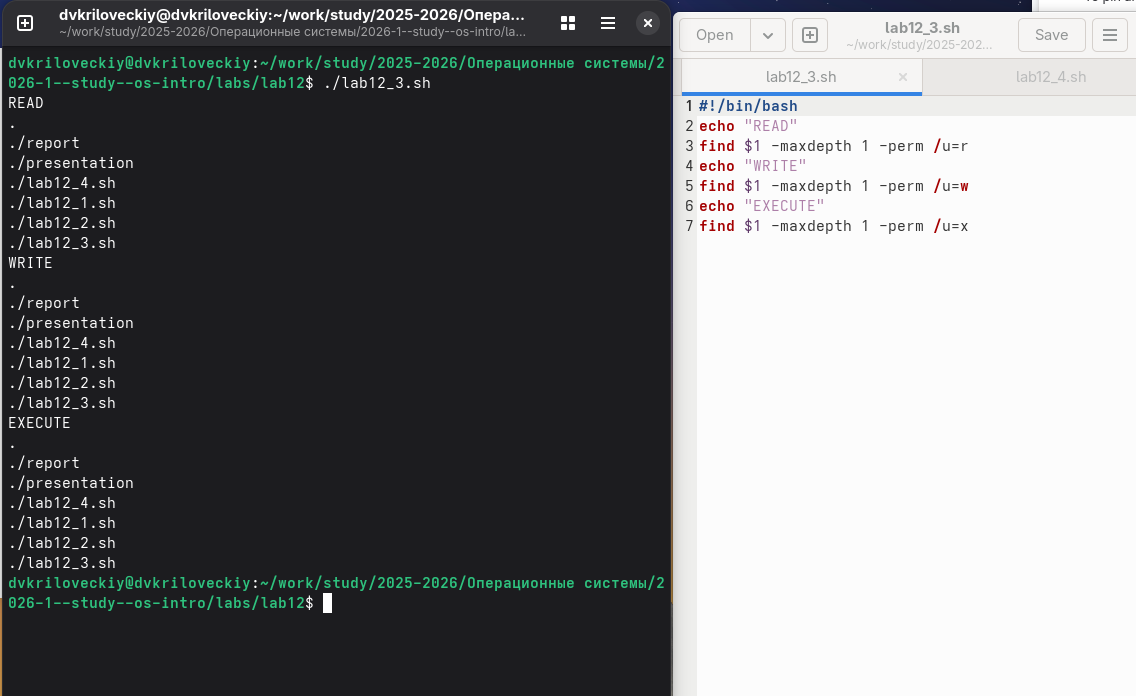 dvkriloveckiy@dvkriloveckiy:~/work/study/2025-2026/Опера...
~/work/study/2025-2026/Операционные системы/2026-1--study--os-intro/la...
dvkriloveckiy@dvkriloveckiy:~/work/study/2025-2026/Операционные системы/2
026-1--study--os-intro/labs/lab12$ ./lab12_3.sh
READ
.
./report
./presentation
./lab12_4.sh
./lab12_1.sh
./lab12_2.sh
./lab12_3.sh
WRITE
.
./report
./presentation
./lab12_4.sh
./lab12_1.sh
./lab12_2.sh
./lab12_3.sh
EXECUTE
.
./report
./presentation
./lab12_4.sh
./lab12_1.sh
./lab12_2.sh
./lab12_3.sh
dvkriloveckiy@dvkriloveckiy:~/work/study/2025-2026/Операционные системы/2
026-1--study--os-intro/labs/lab12$
Open
lab12_3.sh
~/work/study/2025-202...
Save
lab12_3.sh
lab12_4.sh
1 #!/bin/bash
2 echo "READ"
3 find $1 -maxdepth 1 -perm /u=r
4 echo "WRITE"
5 find $1 -maxdepth 1 -perm /u=w
6 echo "EXECUTE"
7 find $1 -maxdepth 1 -perm /u=x